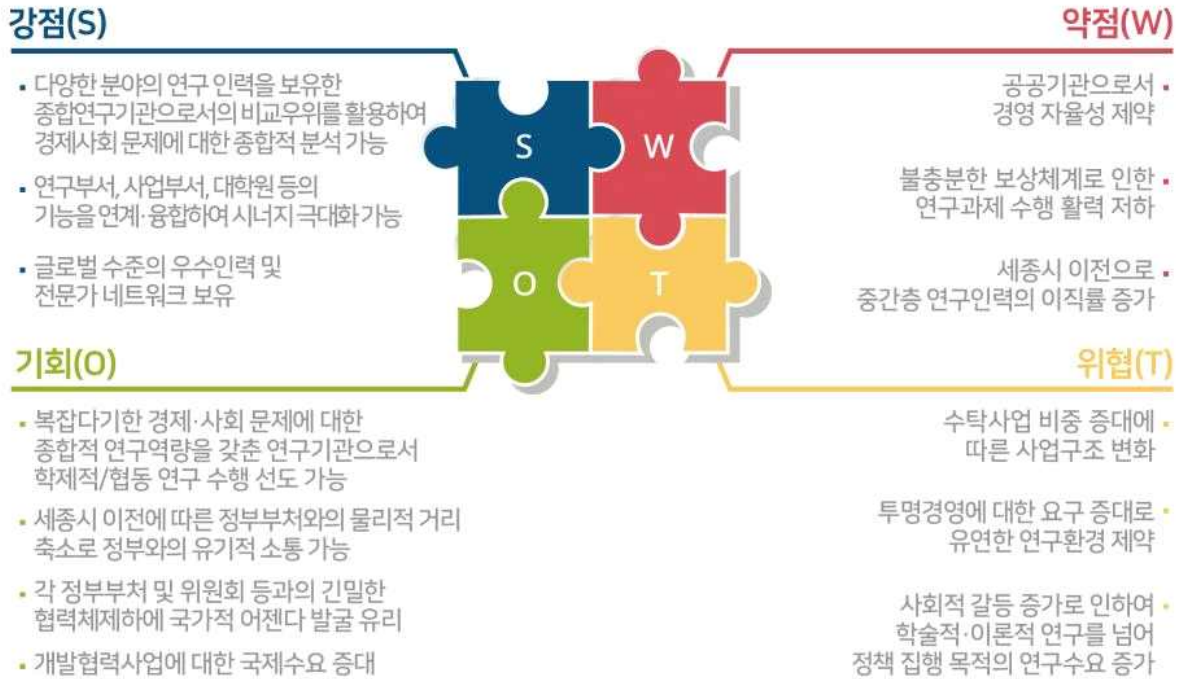 강점(S)
▪ 다양한 분야의 연구 인력을 보유한
종합연구기관으로서의 비교우위를 활용하여
경제사회 문제에 대한 종합적 분석 가능
▪ 연구부서, 사업부서, 대학원 등의
기능을 연계·융합하여 시너지 극대화 가능
▪ 글로벌 수준의 우수인력 및
전문가 네트워크 보유
약점(W)
공공기관으로서 ▪
경영 자율성 제약
불충분한 보상체계로 인한 ▪
연구과제 수행 활력 저하
세종시 이전으로 ▪
중간층 연구인력의 이직률 증가
S
W
O
T
기회(O)
▪ 복잡다기한 경제·사회 문제에 대한
종합적 연구역량을 갖춘 연구기관으로서
학제적/협동 연구 수행 선도 가능
▪ 세종시 이전에 따른 정부부처와의 물리적 거리
축소로 정부와의 유기적 소통 가능
▪ 각 정부부처 및 위원회 등과의 긴밀한
협력체제하에 국가적 어젠다 발굴 유리
▪ 개발협력사업에 대한 국제수요 증대
위협(T)
수탁사업 비중 증대에 ▪
따른 사업구조 변화
투명경영에 대한 요구 증대로 ▪
유연한 연구환경 제약
사회적 갈등 증가로 인하여 ▪
학술적·이론적 연구를 넘어
정책 집행 목적의 연구수요 증가